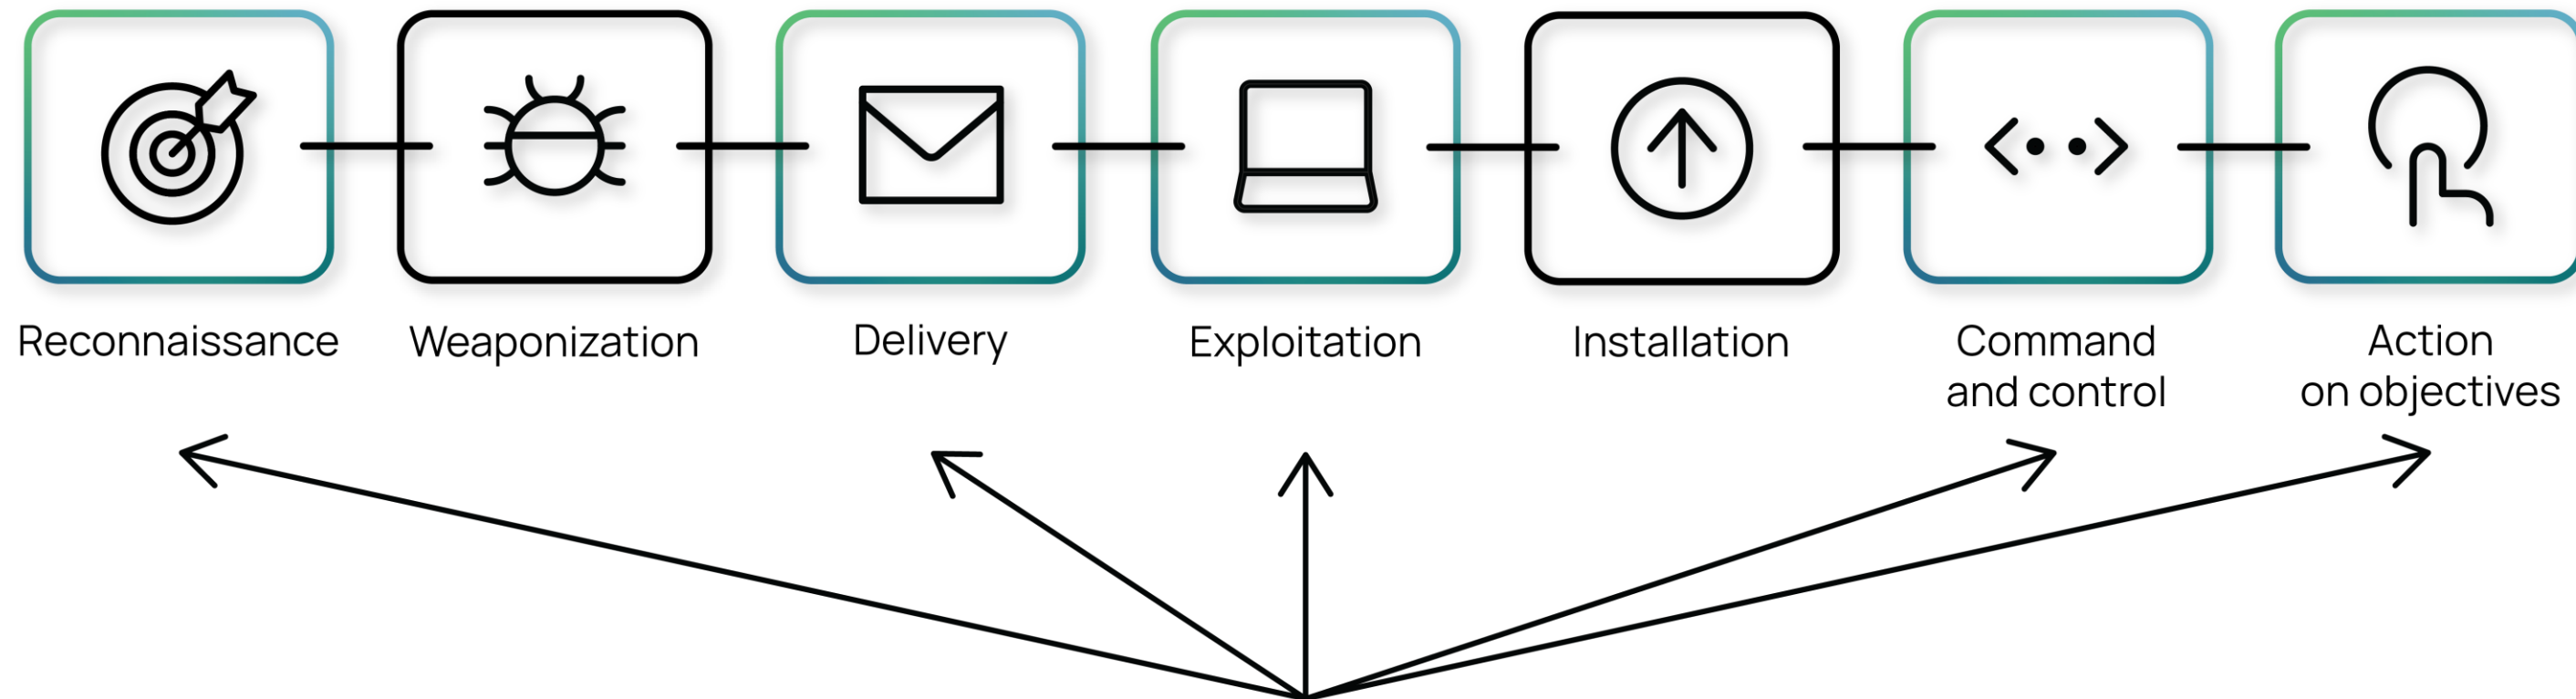 Reconnaissance
Weaponization
Delivery
Exploitation
Installation
Command
and control
Action
on objectives